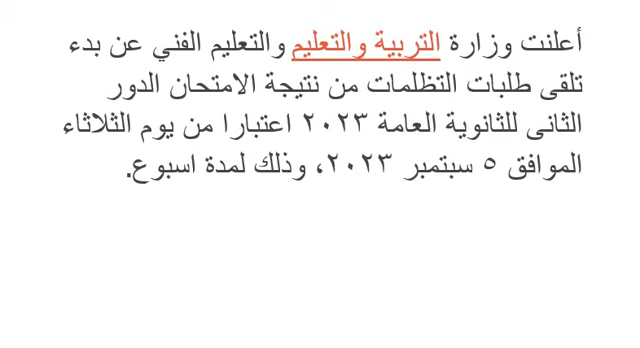 أعلنت وزارة التربية والتعليم والتعليم الفني عن بدء
تلقى طلبات التظلمات من نتيجة الامتحان الدور
الثانى للثانوية العامة ٢٠٢٣ اعتبارا من يوم الثلاثاء
الموافق ٥ سبتمبر ٢٠٢٣، وذلك لمدة اسبوع.